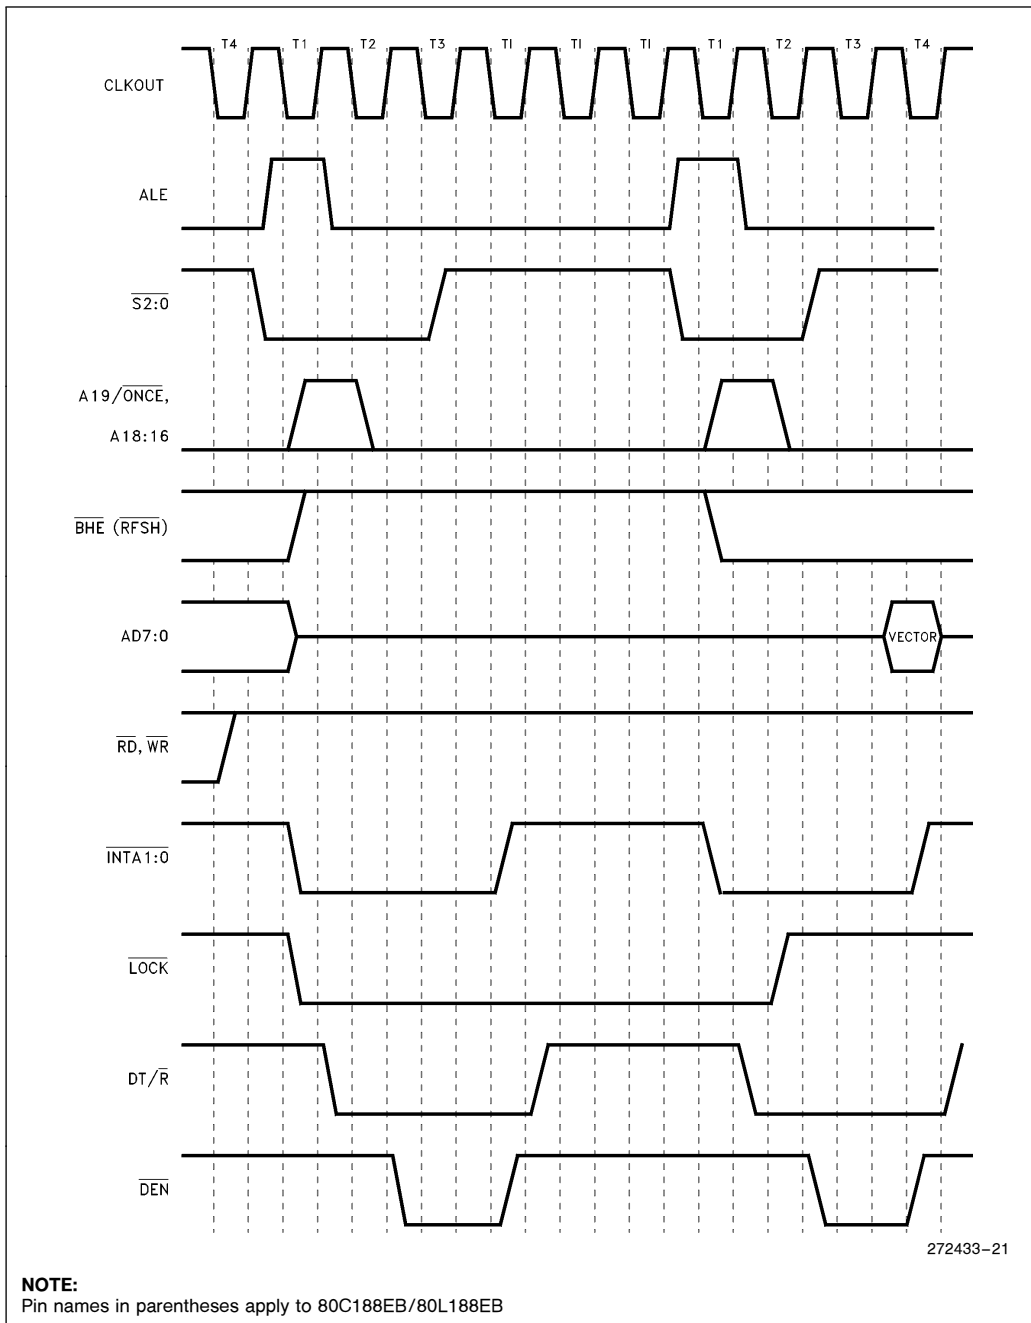 T4 T1 T2 T3 TI TI TI T1 T2 T3 T4
CLKOUT
ALE
S2:0
A19/ONCE,
A18:16
BHE (RFSH)
AD7:0
VECTOR
RD, WR
INTA1:0
LOCK
DT/R
DEN
272433–21
NOTE:
Pin names in parentheses apply to 80C188EB/80L188EB